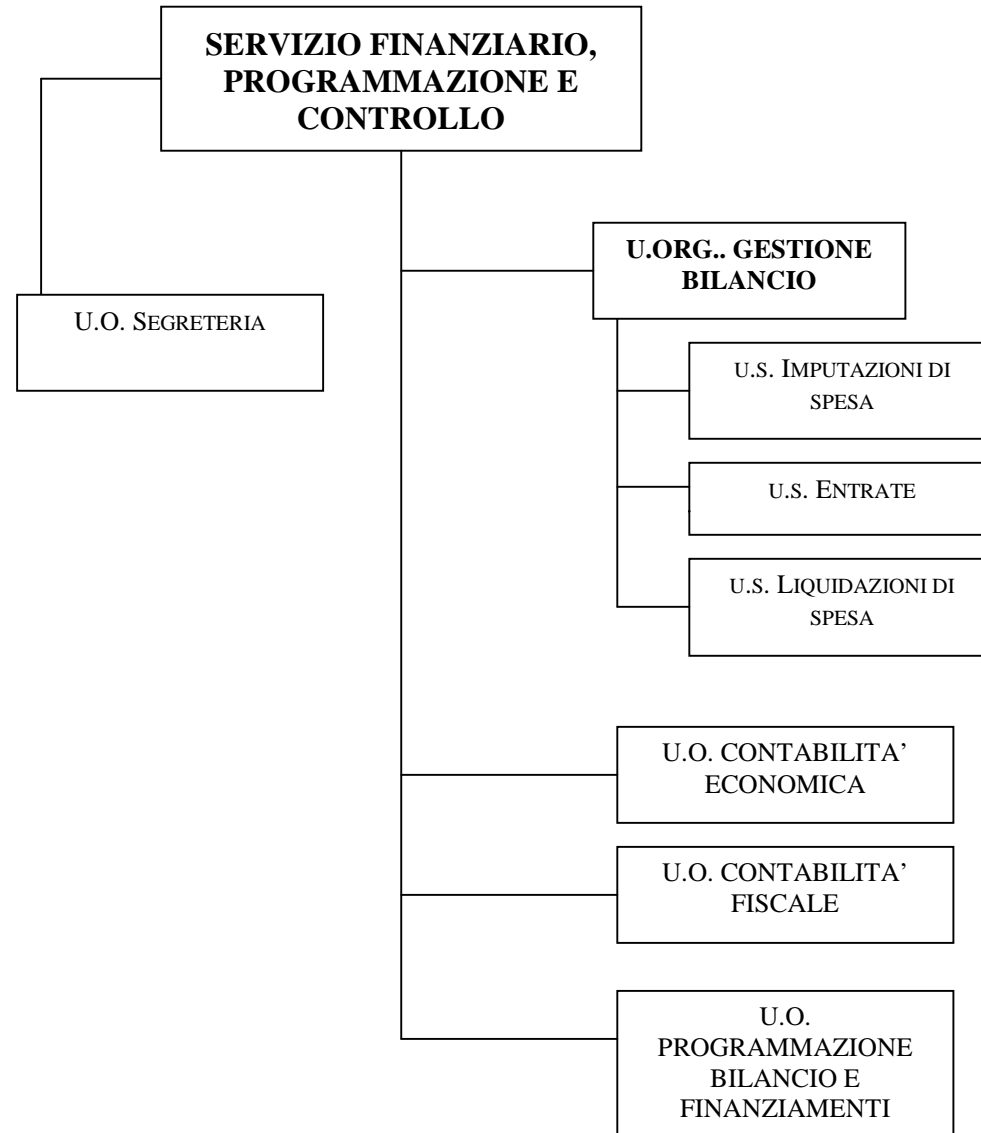 SERVIZIO FINANZIARIO,
PROGRAMMAZIONE E
CONTROLLO
U.ORG.. GESTIONE
BILANCIO
U.O. SEGRETERIA
U.S. IMPUTAZIONI DI
SPESA
U.S. ENTRATE
U.S. LIQUIDAZIONI DI
SPESA
U.O. CONTABILITA’
ECONOMICA
U.O. CONTABILITA’
FISCALE
U.O.
PROGRAMMAZIONE
BILANCIO E
FINANZIAMENTI